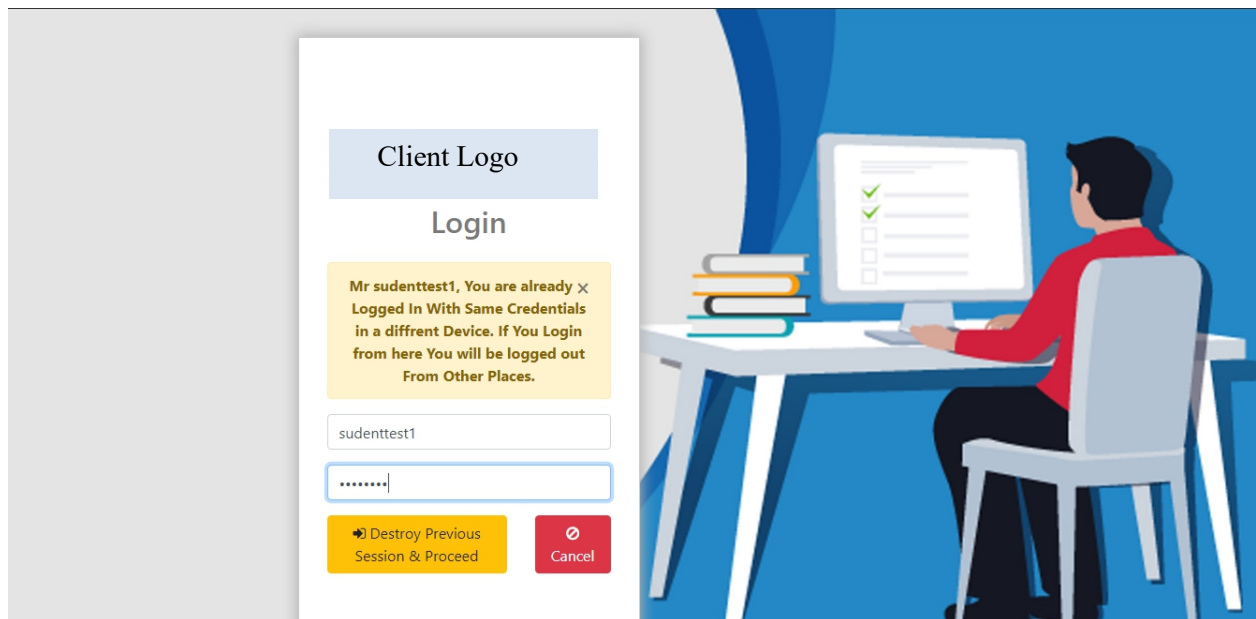 Client Logo
Login
Mr sudenttest1, You are already ×
Logged In With Same Credentials
in a diffrent Device. If You Login
from here You will be logged out
From Other Places.
sudenttest1
••••••••
Destroy Previous
Session & Proceed
Cancel